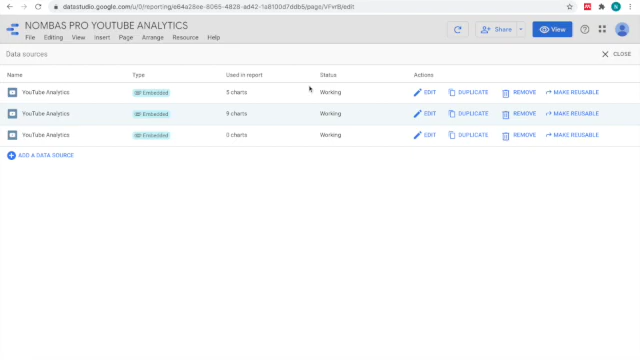 datastudio.google.com/u/0/reporting/e64a28ee-8065-4828-ad42-1a8100d7ddb5/page/VFwrB/edit
NOMBAS PRO YOUTUBE ANALYTICS
File Editing View Insert Page Arrange Resource Help
Share
View
Data sources
CLOSE
Name Type Used in report Status Actions
YouTube Analytics Embedded 5 charts Working EDIT DUPLICATE REMOVE MAKE REUSABLE
YouTube Analytics Embedded 9 charts Working EDIT DUPLICATE REMOVE MAKE REUSABLE
YouTube Analytics Embedded 0 charts Working EDIT DUPLICATE REMOVE MAKE REUSABLE
ADD A DATA SOURCE